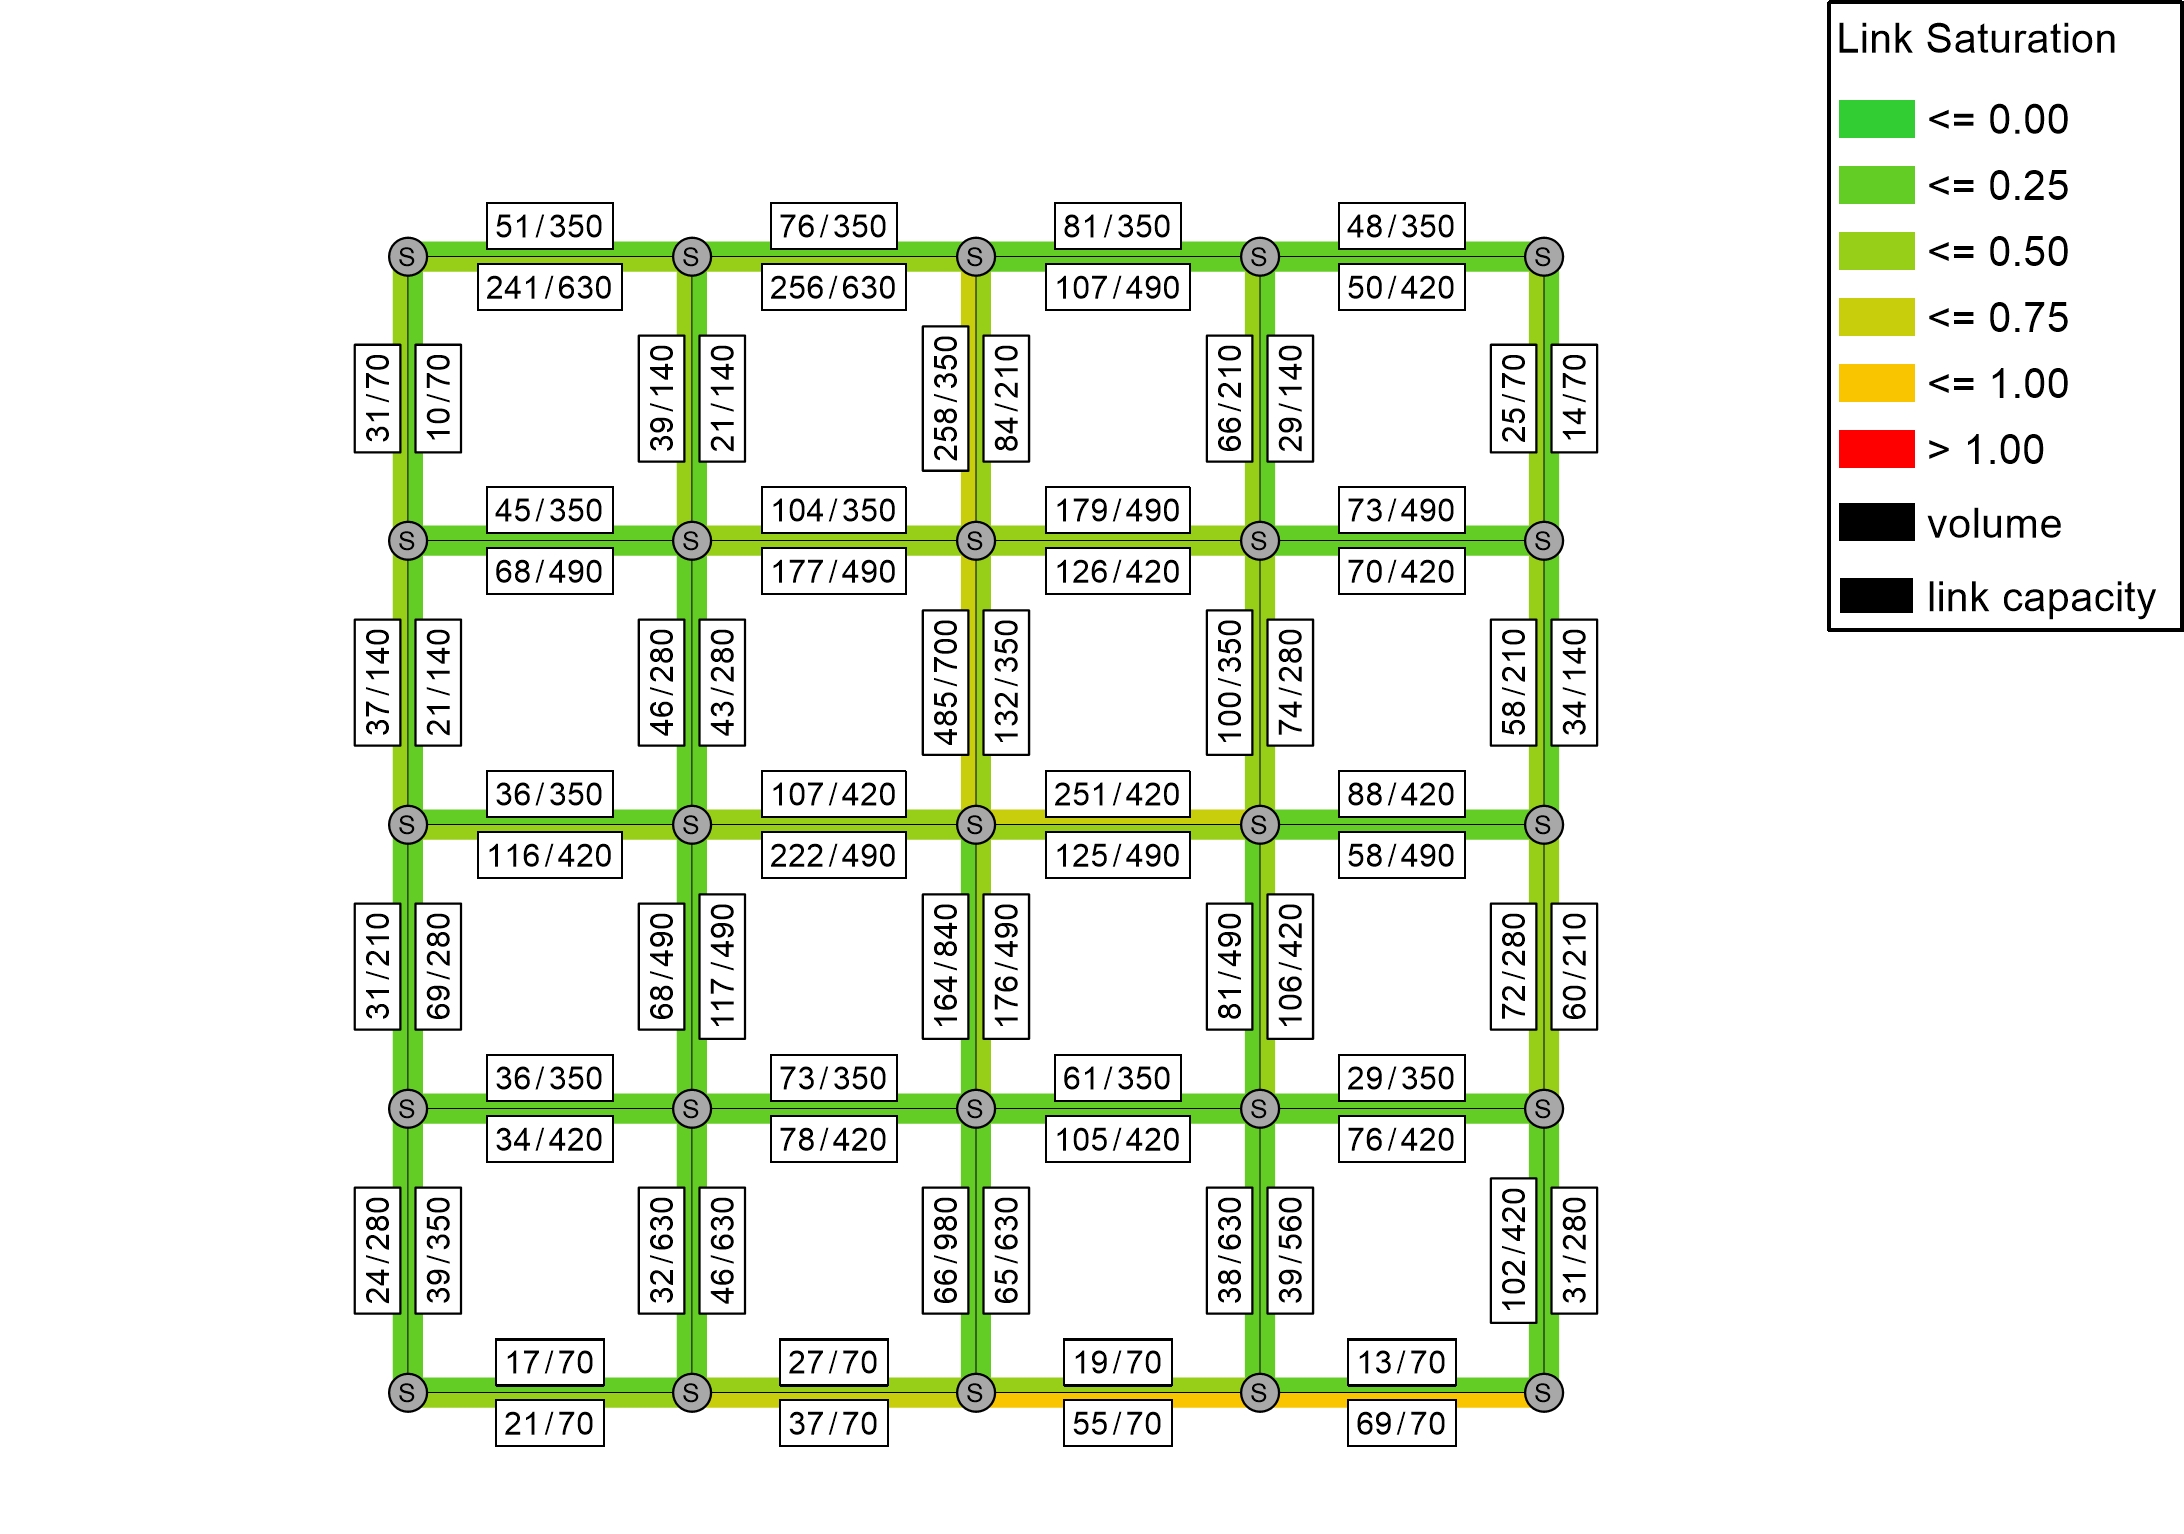 Link Saturation
<= 0.00
<= 0.25
<= 0.50
<= 0.75
<= 1.00
> 1.00
volume
link capacity
51/350 76/350 81/350 48/350
S S S S S
241/630 256/630 107/490 50/420
31/70 10/70 39/140 21/140 258/350 84/210 66/210 29/140 25/70 14/70
45/350 104/350 179/490 73/490
S S S S S
68/490 177/490 126/420 70/420
37/140 21/140 46/280 43/280 485/700 132/350 100/350 74/280 58/210 34/140
36/350 107/420 251/420 88/420
S S S S S
116/420 222/490 125/490 58/490
31/210 69/280 68/490 117/490 164/840 176/490 81/490 106/420 72/280 60/210
36/350 73/350 61/350 29/350
S S S S S
34/420 78/420 105/420 76/420
24/280 39/350 32/630 46/630 66/980 65/630 38/630 39/560 102/420 31/280
17/70 27/70 19/70 13/70
S S S S S
21/70 37/70 55/70 69/70